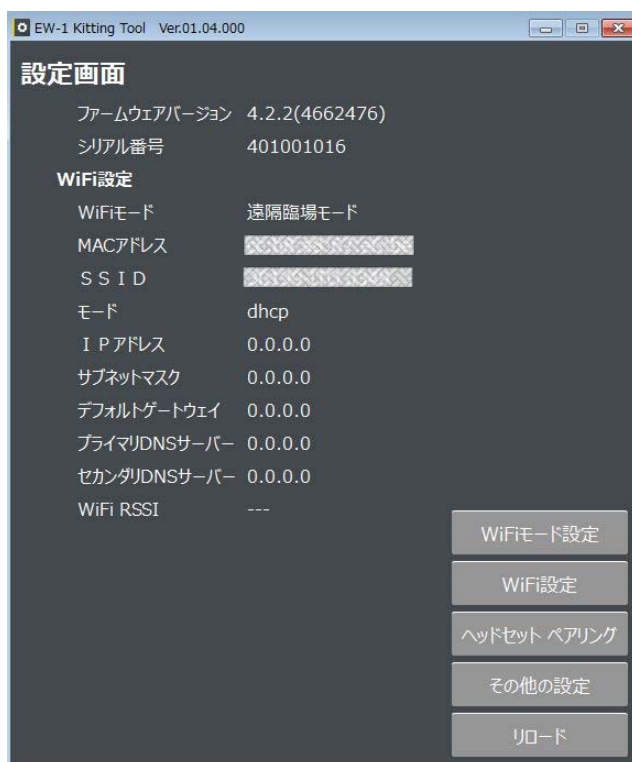 EW-1 Kitting Tool Ver.01.04.000
設定画面
ファームウェアバージョン 4.2.2(4662476)
シリアル番号 401001016
WiFi設定
WiFiモード 遠隔臨場モード
MACアドレス
ＳＳＩＤ
モード dhcp
ＩＰアドレス 0.0.0.0
サブネットマスク 0.0.0.0
デフォルトゲートウェイ 0.0.0.0
プライマリDNSサーバー 0.0.0.0
セカンダリDNSサーバー 0.0.0.0
WiFi RSSI ---
WiFiモード設定
WiFi設定
ヘッドセット ペアリング
その他の設定
リロード